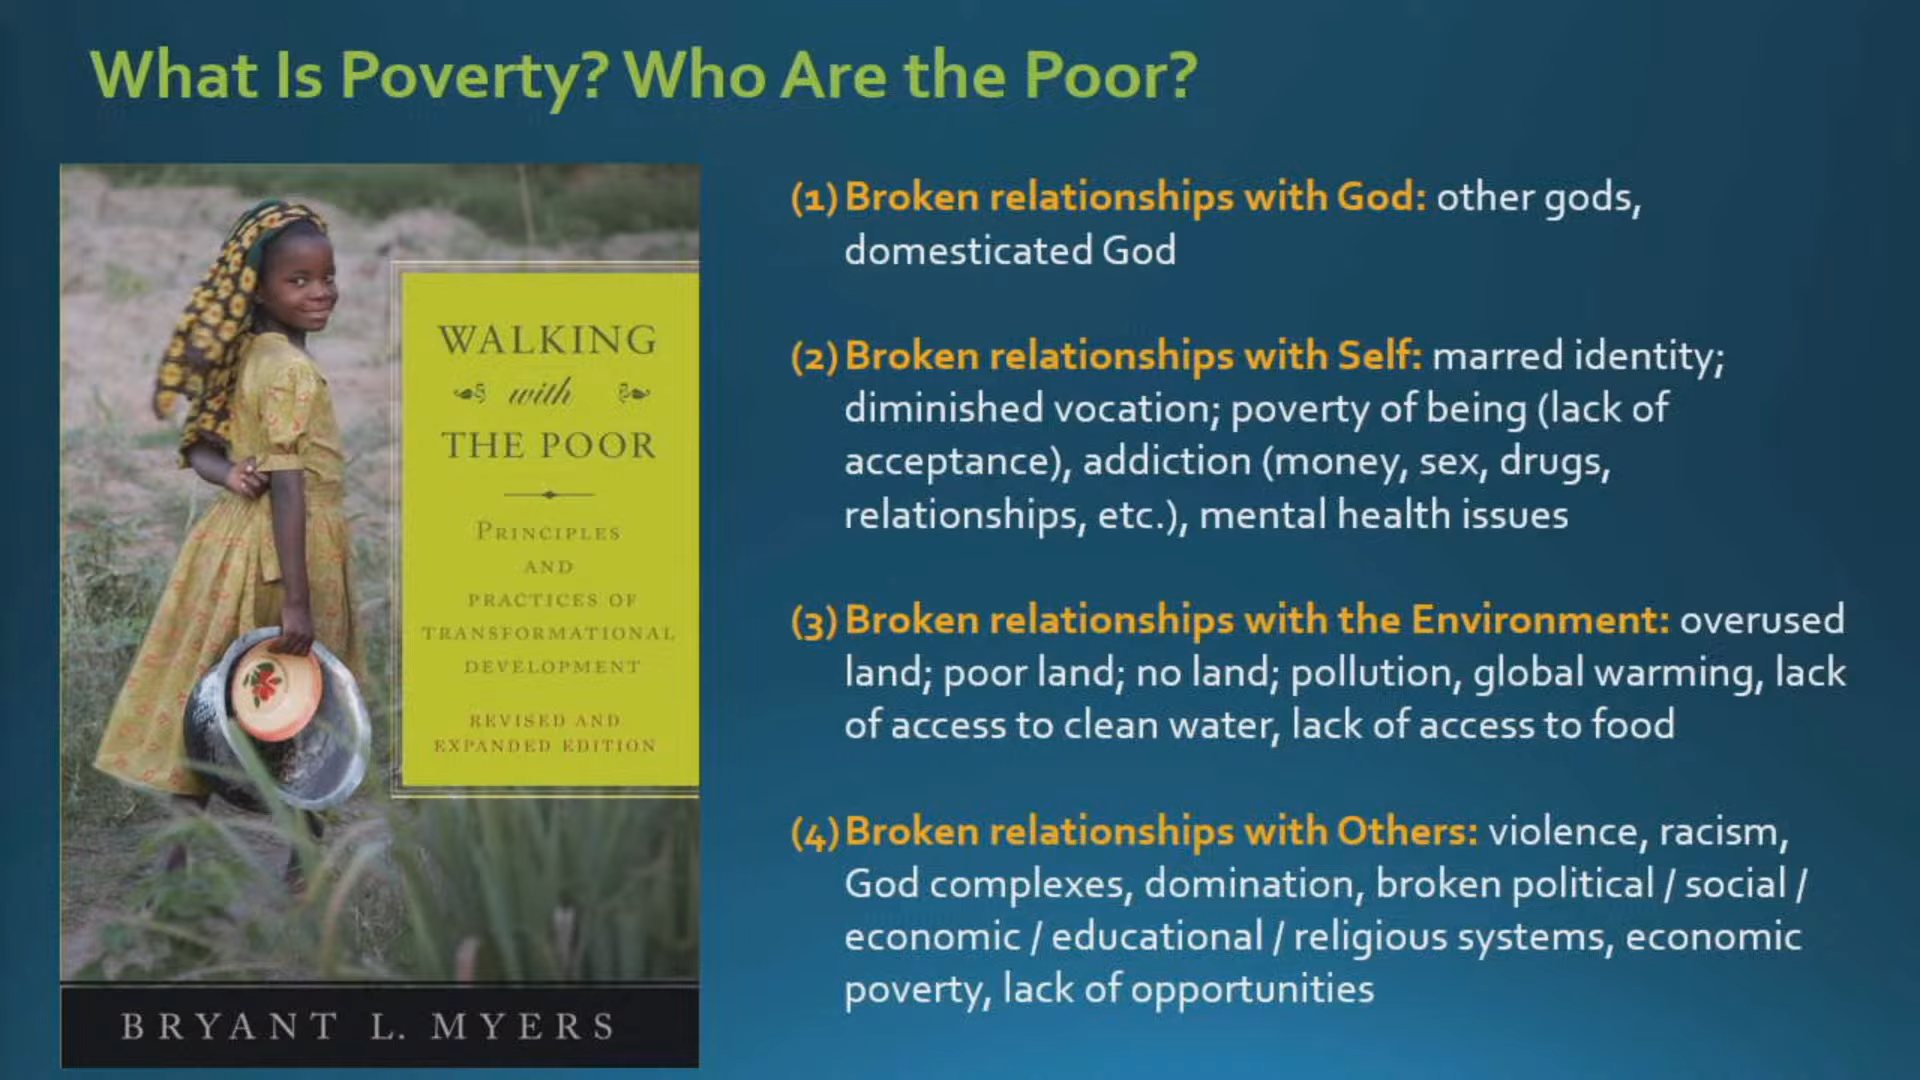 What Is Poverty? Who Are the Poor?
WALKING
with
THE POOR
PRINCIPLES
AND
PRACTICES OF
TRANSFORMATIONAL
DEVELOPMENT
REVISED AND
EXPANDED EDITION
BRYANT L. MYERS
(1) Broken relationships with God: other gods,
domesticated God
(2) Broken relationships with Self: marred identity;
diminished vocation; poverty of being (lack of
acceptance), addiction (money, sex, drugs,
relationships, etc.), mental health issues
(3) Broken relationships with the Environment: overused
land; poor land; no land; pollution, global warming, lack
of access to clean water, lack of access to food
(4) Broken relationships with Others: violence, racism,
God complexes, domination, broken political / social /
economic / educational / religious systems, economic
poverty, lack of opportunities